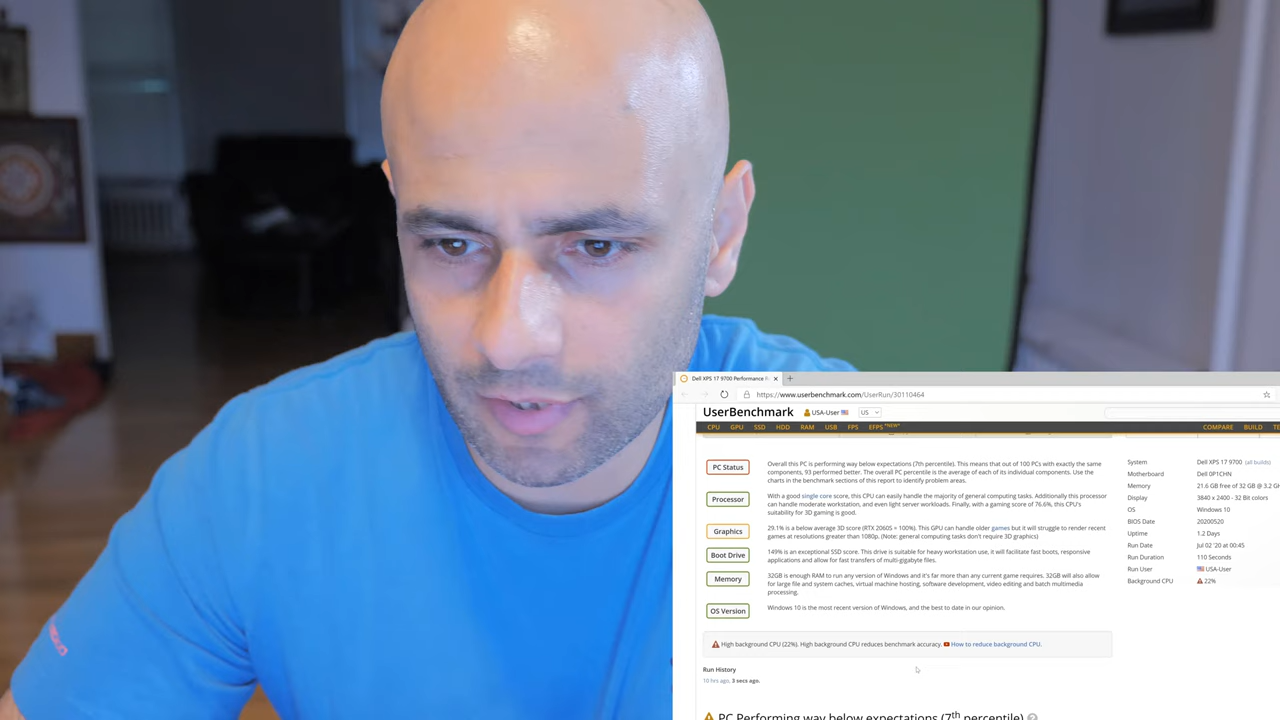 Dell XPS 17 9700 Performance R
https://www.userbenchmark.com/UserRun/30110464
UserBenchmark USA-User US
CPU GPU SSD HDD RAM USB FPS EFPS *NEW* COMPARE BUILD
PC Status
Overall this PC is performing way below expectations (7th percentile). This means that out of 100 PCs with exactly the same
components, 93 performed better. The overall PC percentile is the average of each of its individual components. Use the
charts in the benchmark sections of this report to identify problem areas.
Processor
With a good single core score, this CPU can easily handle the majority of general computing tasks. Additionally this processor
can handle moderate workstation, and even light server workloads. Finally, with a gaming score of 76.6%, this CPU's
suitability for 3D gaming is good.
Graphics
29.1% is a below average 3D score (RTX 2060S = 100%). This GPU can handle older games but it will struggle to render recent
games at resolutions greater than 1080p. (Note: general computing tasks don't require 3D graphics)
Boot Drive
149% is an exceptional SSD score. This drive is suitable for heavy workstation use, it will facilitate fast boots, responsive
applications and allow for fast transfers of multi-gigabyte files.
Memory
32GB is enough RAM to run any version of Windows and it's far more than any current game requires. 32GB will also allow
for large file and system caches, virtual machine hosting, software development, video editing and batch multimedia
processing.
OS Version
Windows 10 is the most recent version of Windows, and the best to date in our opinion.
High background CPU (22%). High background CPU reduces benchmark accuracy. How to reduce background CPU.
Run History
10 hrs ago, 3 secs ago.
PC Performing way below expectations (7th percentile) ?
System Dell XPS 17 9700 (all builds)
Motherboard Dell 0P1CHN
Memory 21.6 GB free of 32 GB @ 3.2 GH
Display 3840 x 2400 - 32 Bit colors
OS Windows 10
BIOS Date 20200520
Uptime 1.2 Days
Run Date Jul 02 '20 at 00:45
Run Duration 110 Seconds
Run User USA-User
Background CPU 22%